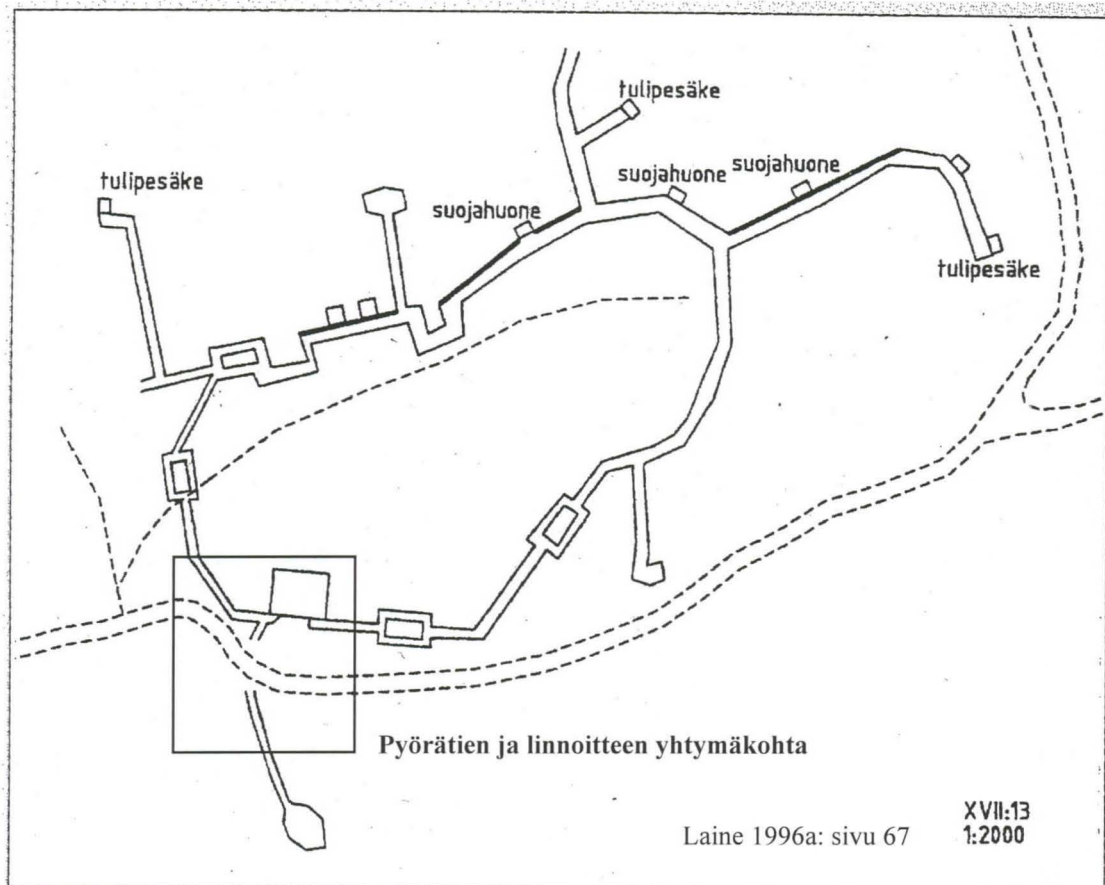 tulipesäke
tulipesäke
suojahuone
suojahuone
suojahuone
tulipesäke
Pyörätien ja linnoitteen yhtymäkohta
Laine 1996a: sivu 67
XVII:13
1:2000